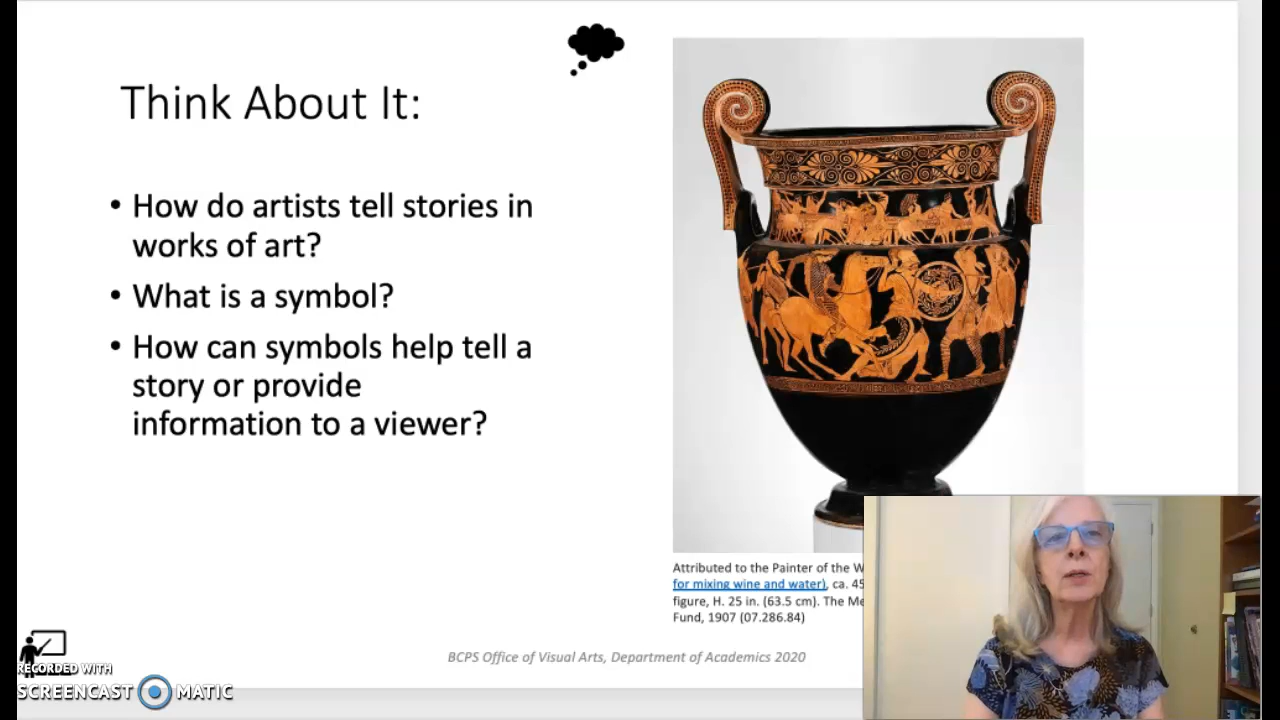 Think About It:
• How do artists tell stories in
works of art?
• What is a symbol?
• How can symbols help tell a
story or provide
information to a viewer?
Attributed to the Painter of the W
for mixing wine and water), ca. 45
figure, H. 25 in. (63.5 cm). The Me
Fund, 1907 (07.286.84)
BCPS Office of Visual Arts, Department of Academics 2020
RECORDED WITH
SCREENCAST MATIC